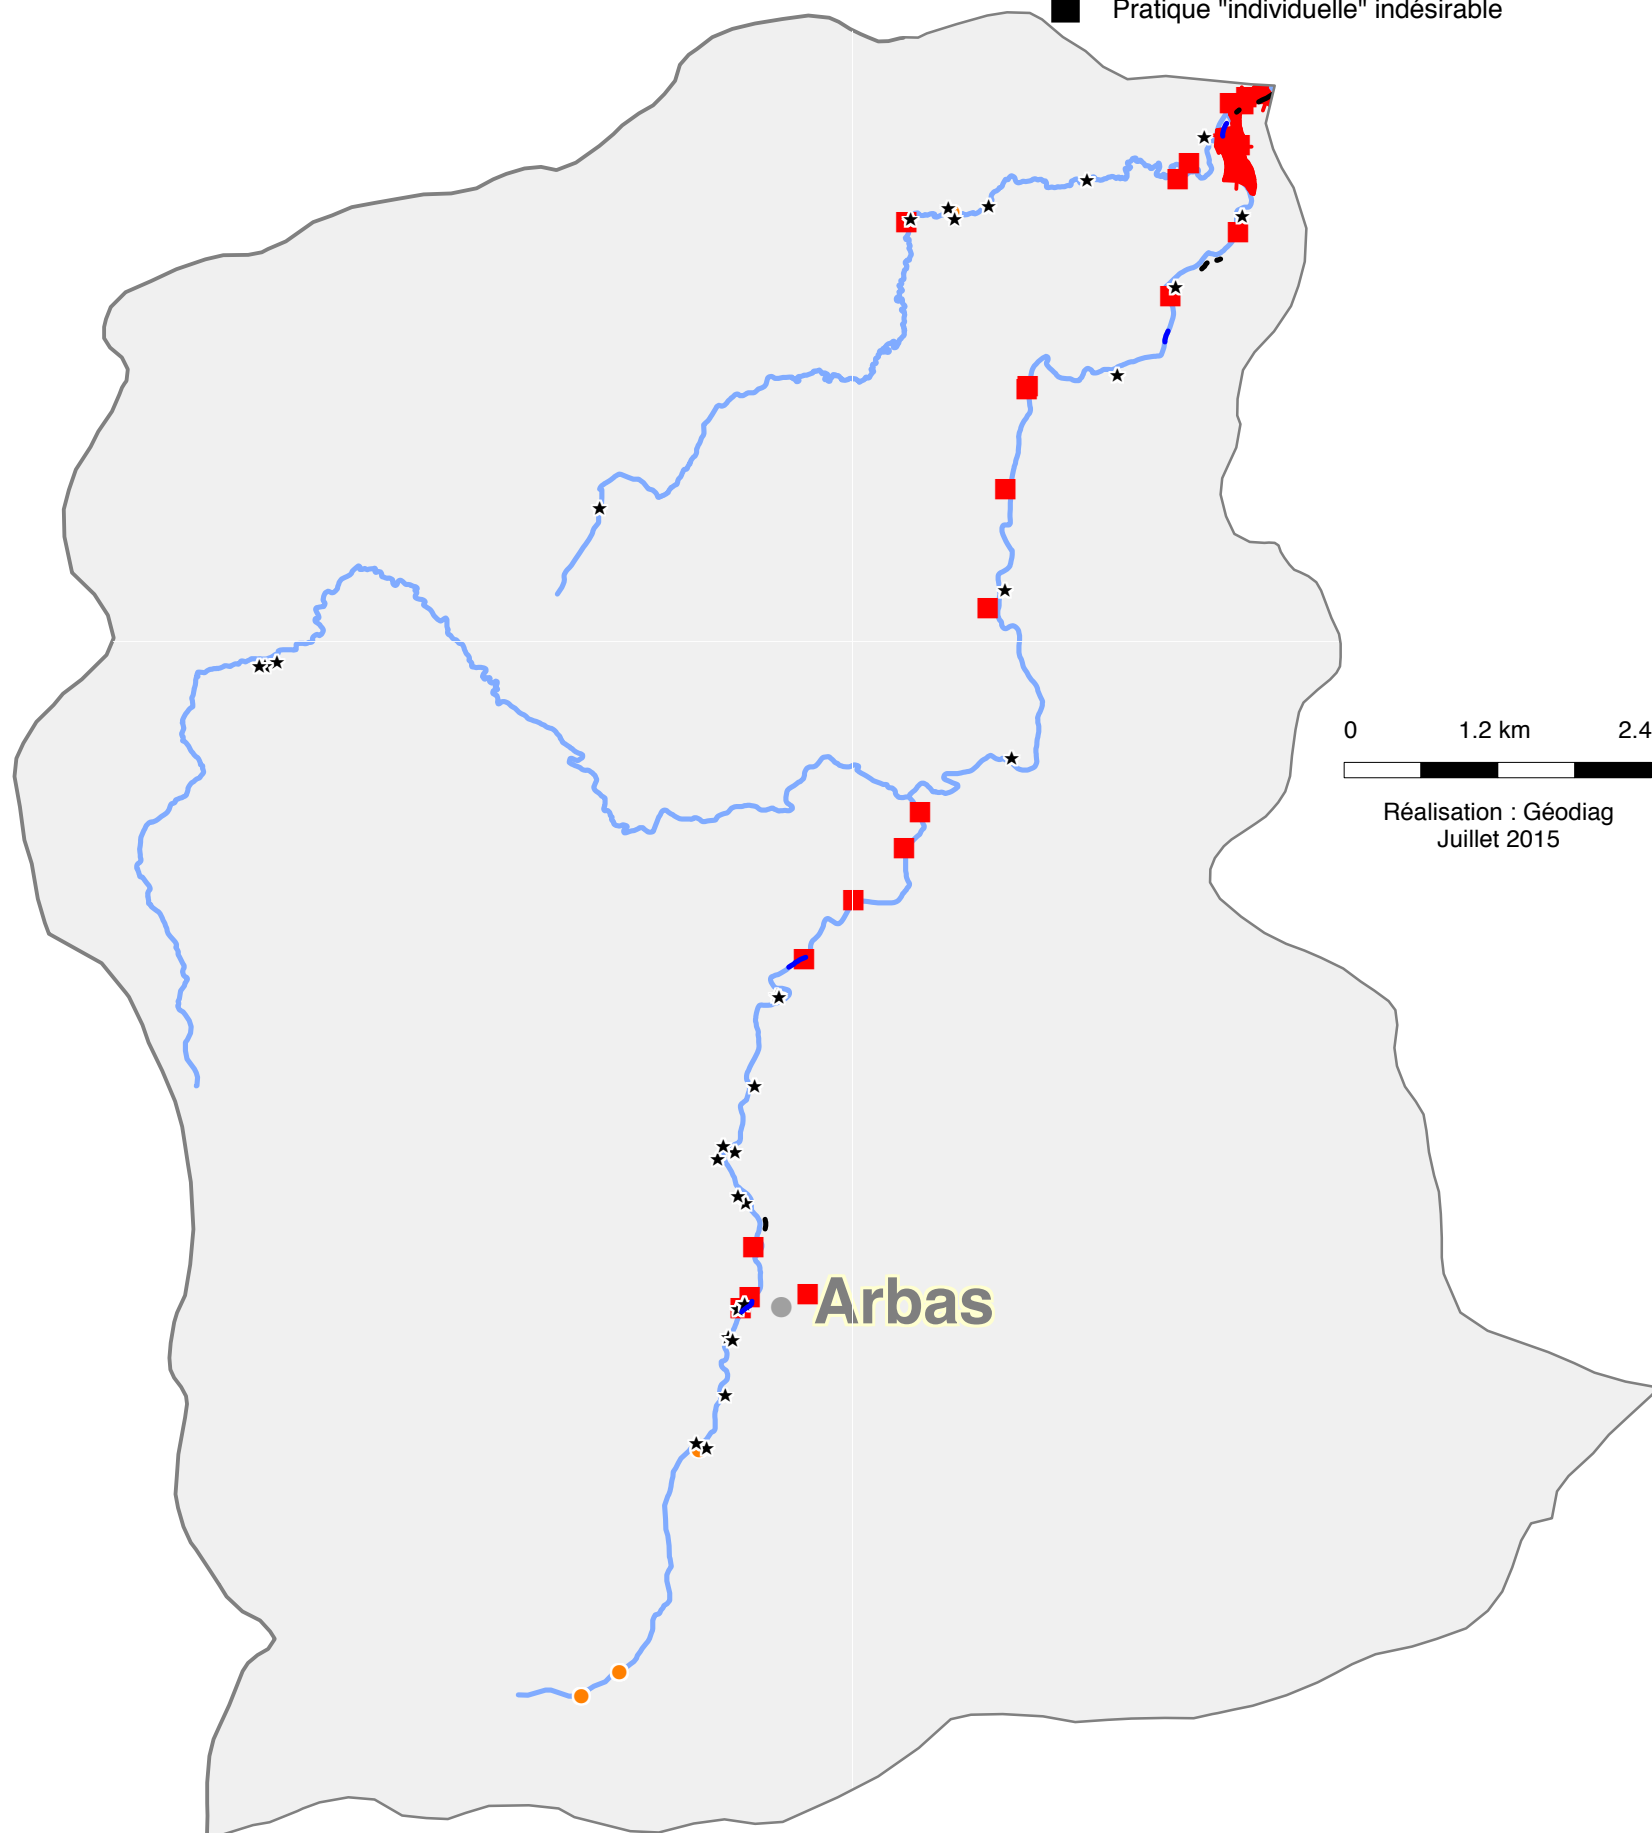 Pratique "individuelle" indésirable
0 1.2 km 2.4
Réalisation : Géodiag
Juillet 2015
Arbas